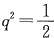 q² = 1/2